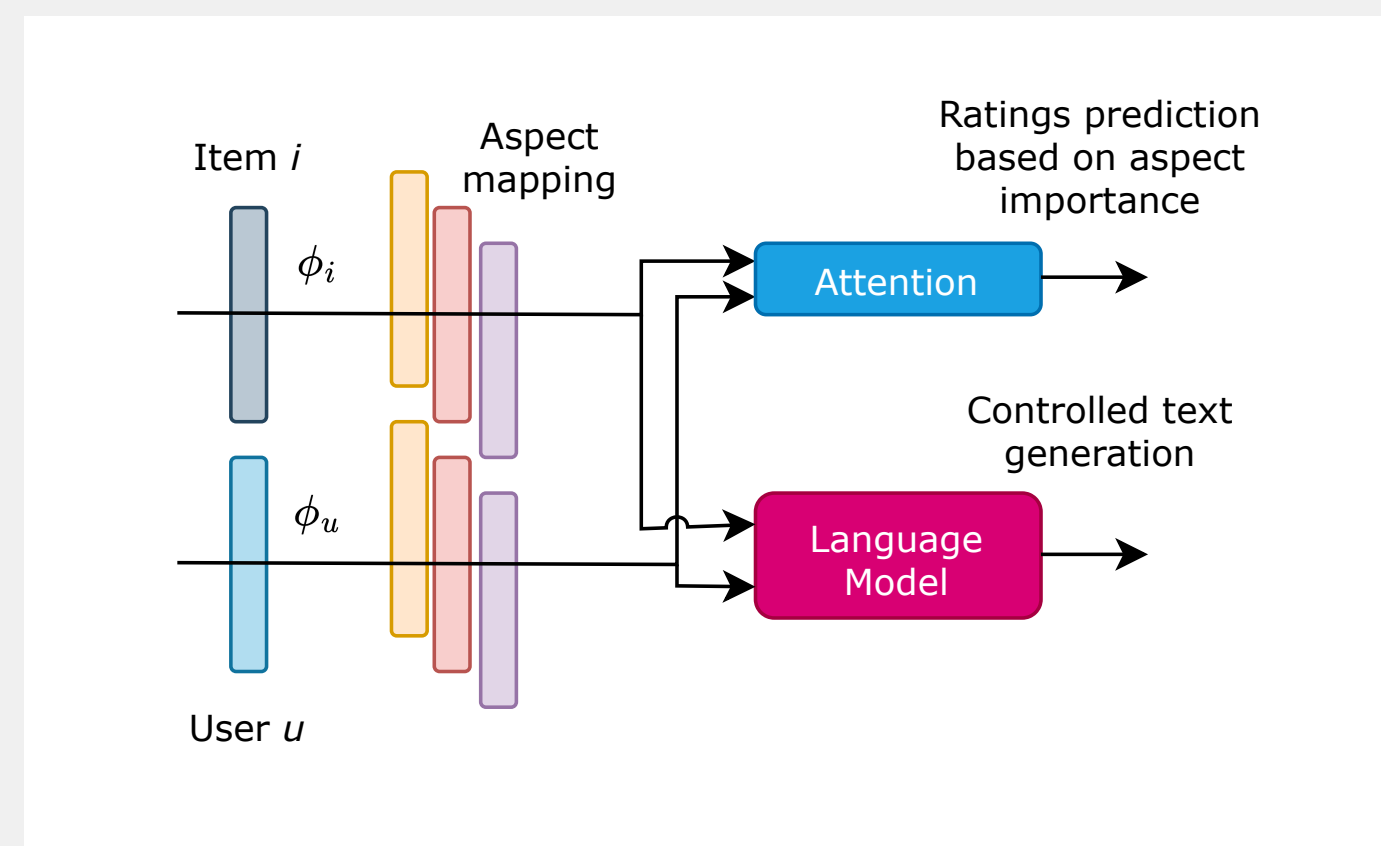 Item i
ϕi
Aspect
mapping
Ratings prediction
based on aspect
importance
Attention
Controlled text
generation
Language
Model
ϕu
User u